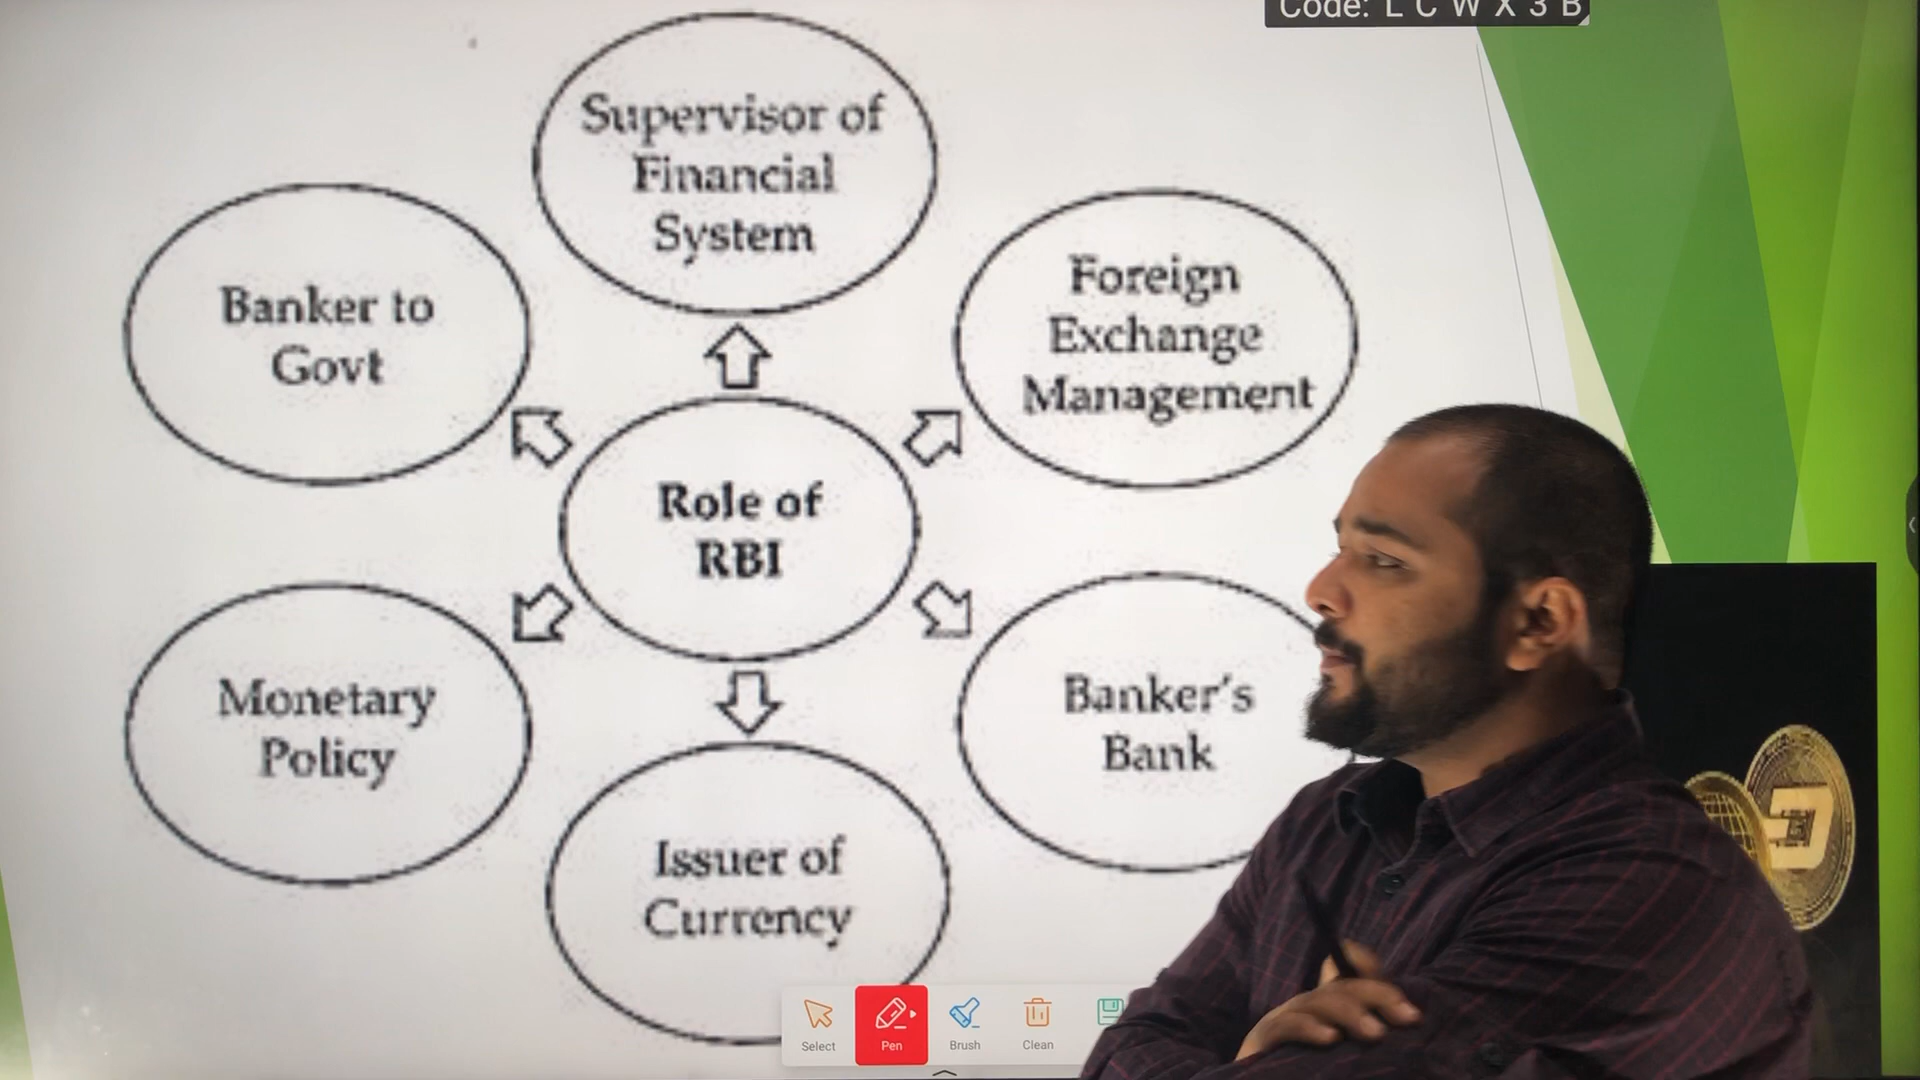 Code: L C W X 3 B
Supervisor of
Financial
System
Banker to
Govt
Foreign
Exchange
Management
Role of
RBI
Monetary
Policy
Banker's
Bank
Issuer of
Currency
Select
Pen
Brush
Clean